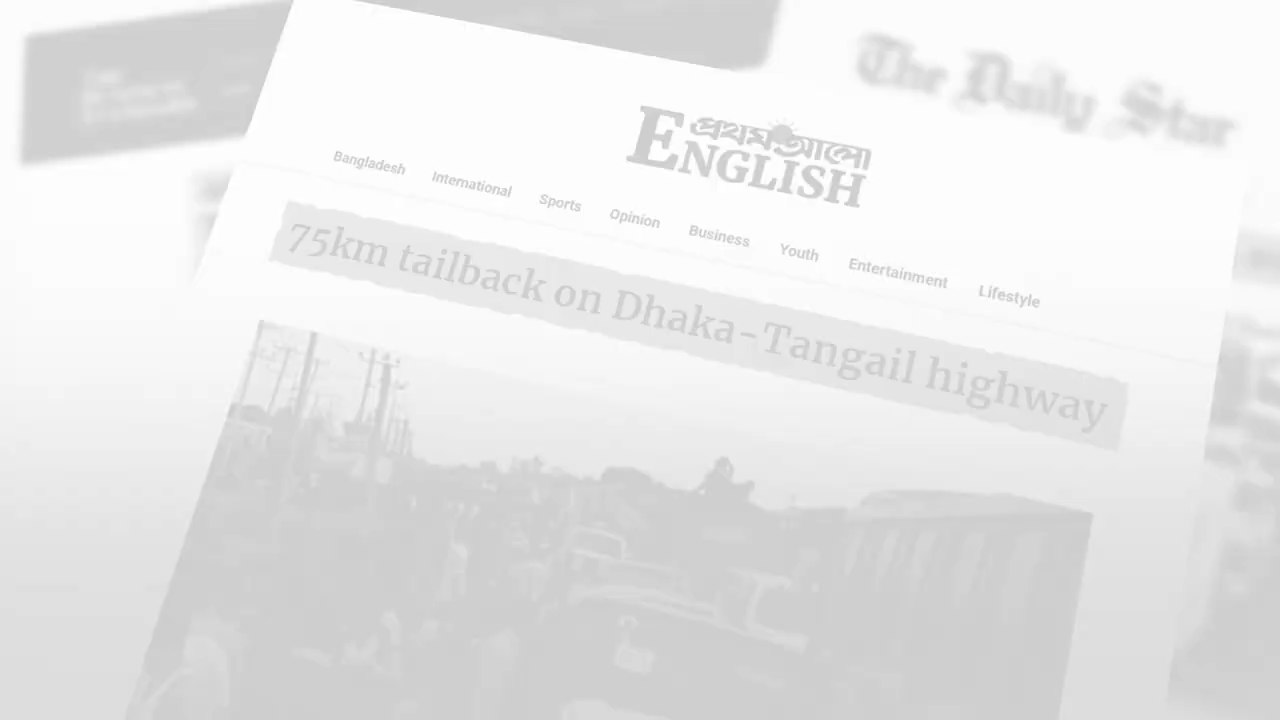 The Daily Star
প্রথম আলো
ENGLISH
Bangladesh International Sports Opinion Business Youth Entertainment Lifestyle
75km tailback on Dhaka-Tangail highway